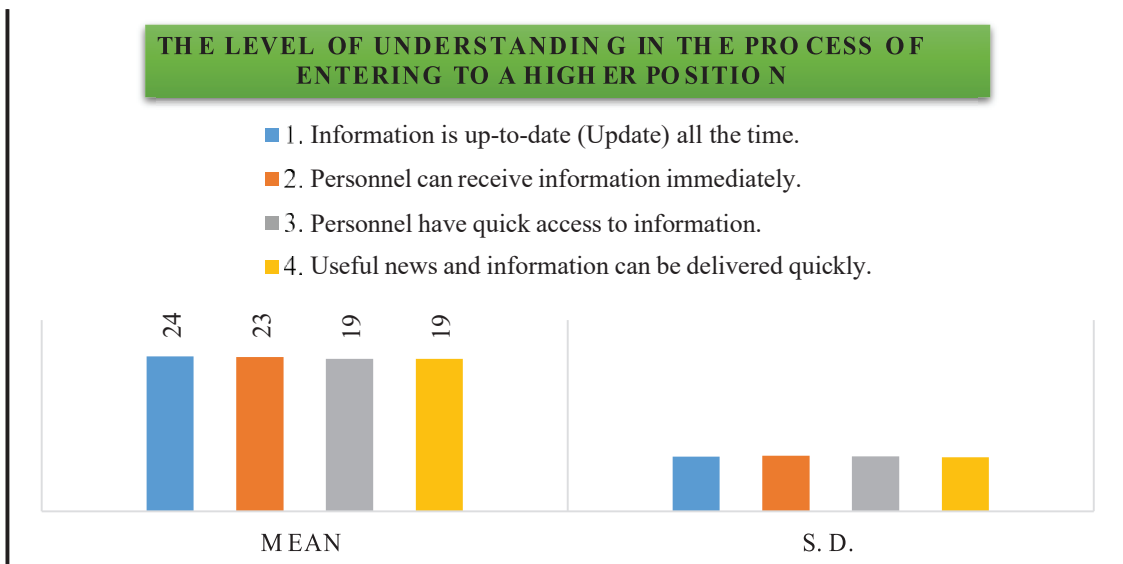 THE LEVEL OF UNDERSTANDING IN THE PROCESS OF
ENTERING TO A HIGHER POSITION
1. Information is up-to-date (Update) all the time.
2. Personnel can receive information immediately.
3. Personnel have quick access to information.
4. Useful news and information can be delivered quickly.
24 23 19 19
MEAN S. D.